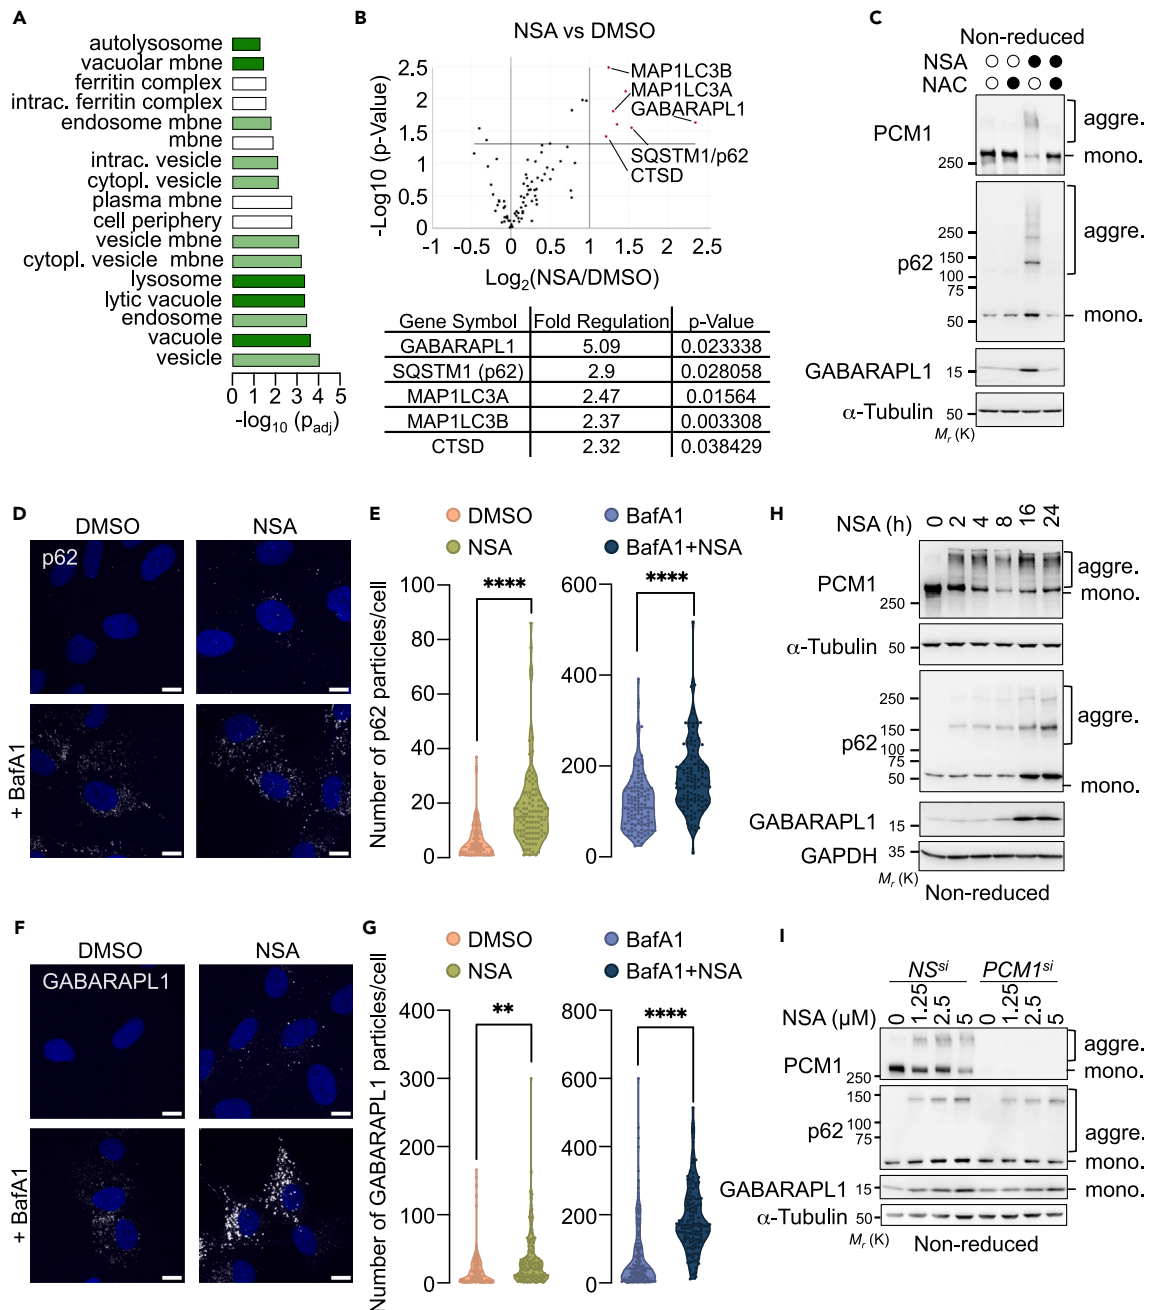 A
autolysosome
vacuolar mbne
ferritin complex
intrac. ferritin complex
endosome mbne
mbne
intrac. vesicle
cytopl. vesicle
plasma mbne
cell periphery
vesicle mbne
cytopl. vesicle mbne
lysosome
lytic vacuole
endosome
vacuole
vesicle
0 1 2 3 4 5
-log10 (padj)
B
NSA vs DMSO
-Log10 (p-Value)
2.5
2
1.5
1
0.5
0
-1 -0.5 0 0.5 1 1.5 2 2.5
Log2(NSA/DMSO)
MAP1LC3B
MAP1LC3A
GABARAPL1
SQSTM1/p62
CTSD
Gene Symbol Fold Regulation p-Value
GABARAPL1 5.09 0.023338
SQSTM1 (p62) 2.9 0.028058
MAP1LC3A 2.47 0.01564
MAP1LC3B 2.37 0.003308
CTSD 2.32 0.038429
C
Non-reduced
NSA
NAC
PCM1
250
aggre.
mono.
p62
250
150
100
75
50
aggre.
mono.
GABARAPL1 15
α-Tubulin 50
Mr (K)
D
DMSO NSA
p62
+ BafA1
E
DMSO
NSA
BafA1
BafA1+NSA
Number of p62 particles/cell
100
80
60
40
20
0
****
600
400
200
0
****
F
DMSO NSA
GABARAPL1
+ BafA1
G
DMSO
NSA
BafA1
BafA1+NSA
Number of GABARAPL1 particles/cell
400
300
200
100
0
**
800
600
400
200
0
****
H
NSA (h) 0 2 4 8 16 24
PCM1
250
aggre.
mono.
α-Tubulin 50
p62
250
150
100
75
50
aggre.
mono.
GABARAPL1 15
GAPDH 35
Mr (K)
Non-reduced
I
NSsi PCM1si
NSA (μM) 0 1.25 2.5 5 0 1.25 2.5 5
PCM1
250
aggre.
mono.
p62
150
100
75
aggre.
mono.
GABARAPL1 15 mono.
α-Tubulin 50
Mr (K)
Non-reduced